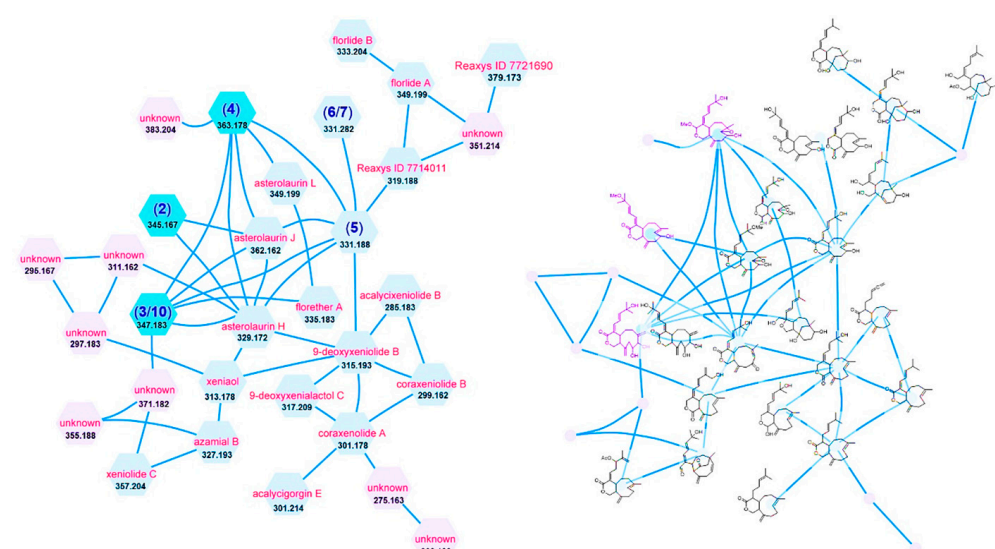 florlide B
333.204
Reaxys ID 7721690
379.173
florlide A
349.199
(4)
363.178
(6/7)
331.282
unknown
383.204
unknown
351.214
Reaxys ID 7714011
319.188
asterolaurin L
349.199
(2)
345.167
(5)
331.188
asterolaurin J
362.162
unknown
295.167
unknown
311.162
acalycixeniolide B
285.183
(3/10)
347.183
florether A
335.183
asterolaurin H
329.172
unknown
297.183
9-deoxyxeniolide B
315.193
xeniaol
313.178
coraxeniolide B
299.162
unknown
371.182
9-deoxyxenialactol C
317.209
unknown
355.188
coraxenolide A
301.178
azamial B
327.193
xeniolide C
357.204
acalycigorgin E
301.214
unknown
275.163
unknown